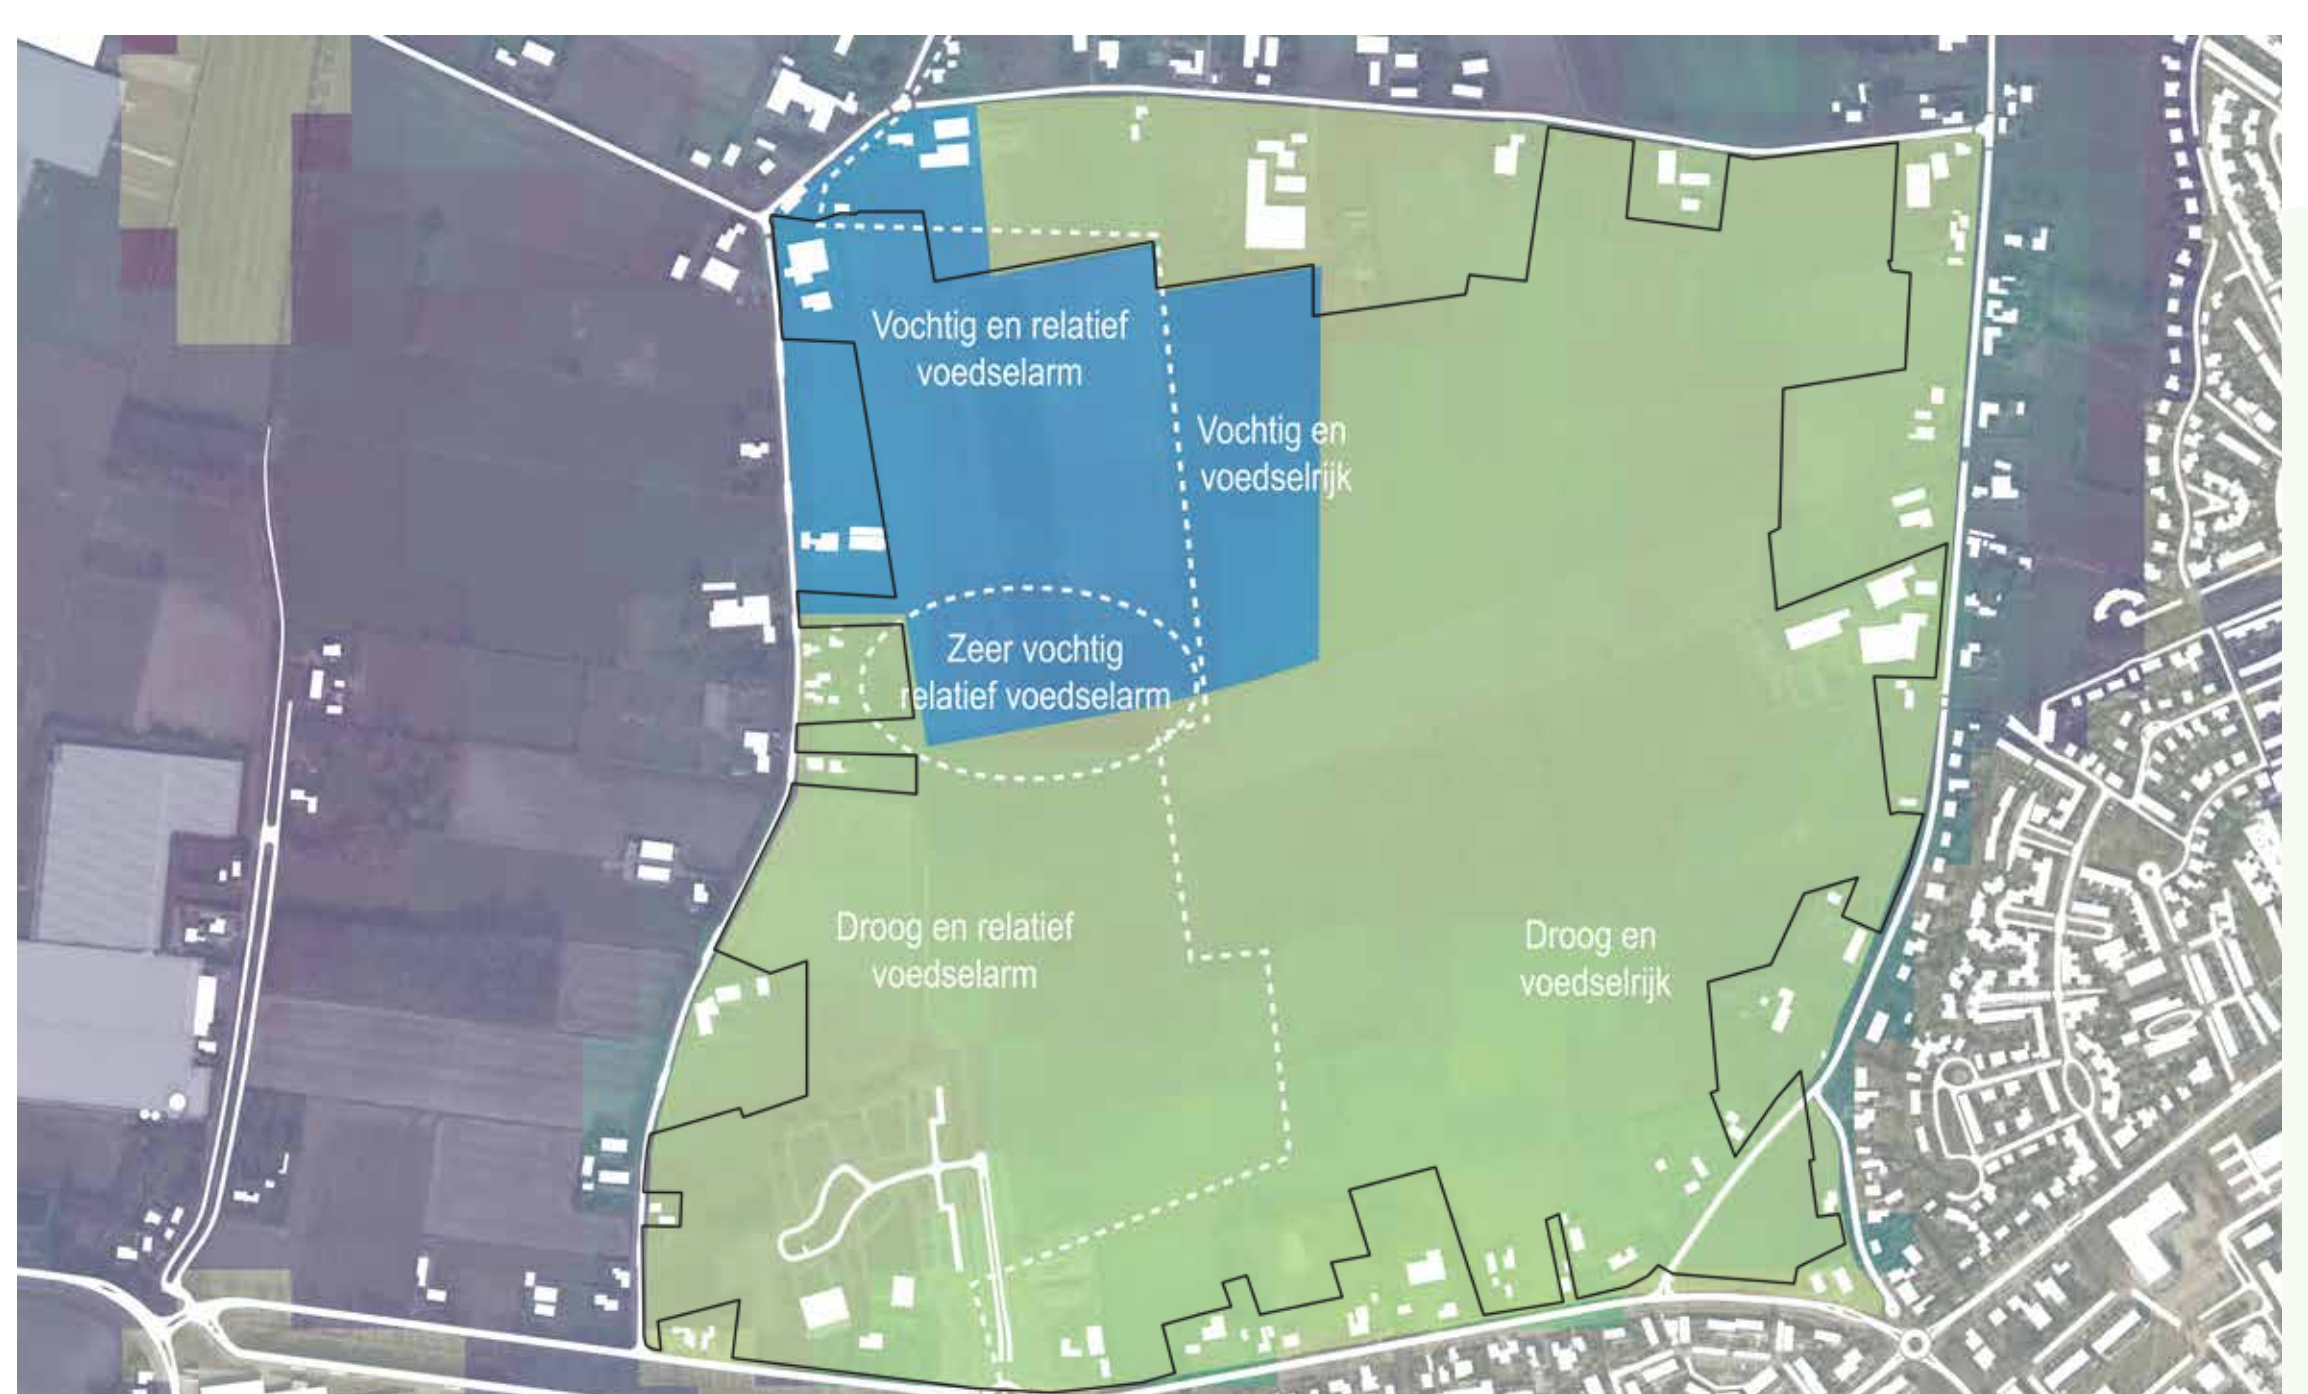 Vochtig en relatief
voedselarm
Vochtig en
voedselrijk
Zeer vochtig
relatief voedselarm
Droog en relatief
voedselarm
Droog en
voedselrijk